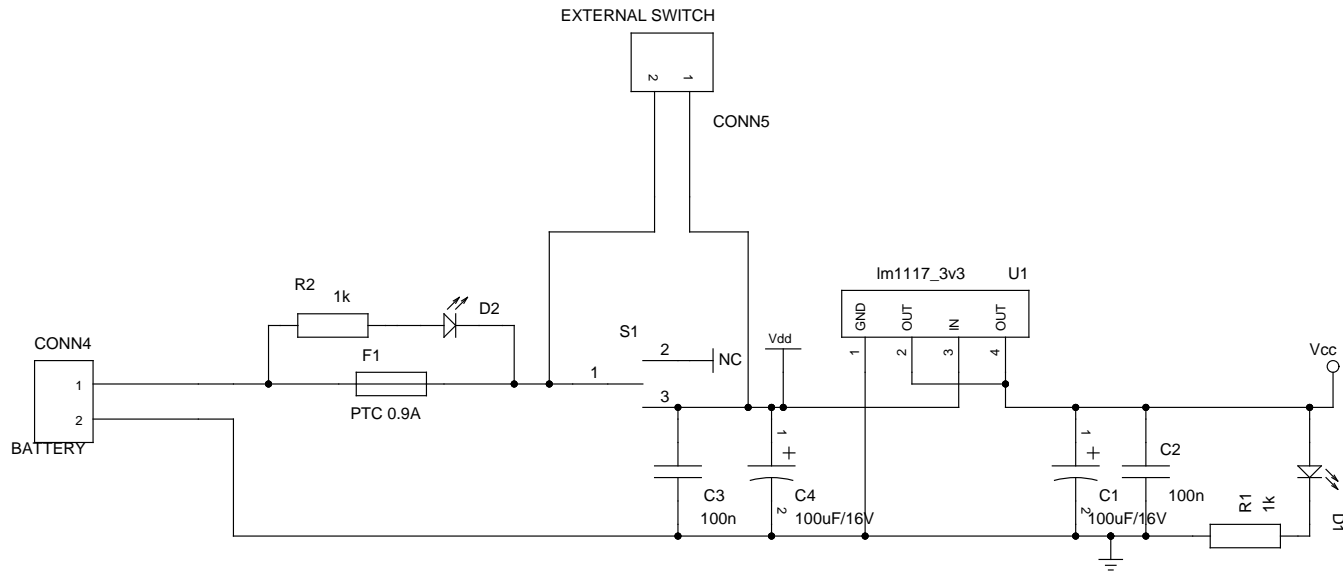 EXTERNAL SWITCH
2 1
CONN5
R2
1k
D2
lm1117_3v3 U1
GND OUT IN OUT
1 2 3 4
CONN4
1
2
BATTERY
F1
PTC 0.9A
S1
1
2
NC
3
Vdd
Vcc
C3
100n
1
+
2
C4
100uF/16V
1
+
2
C1
100uF/16V
C2
100n
R1
1k
D1